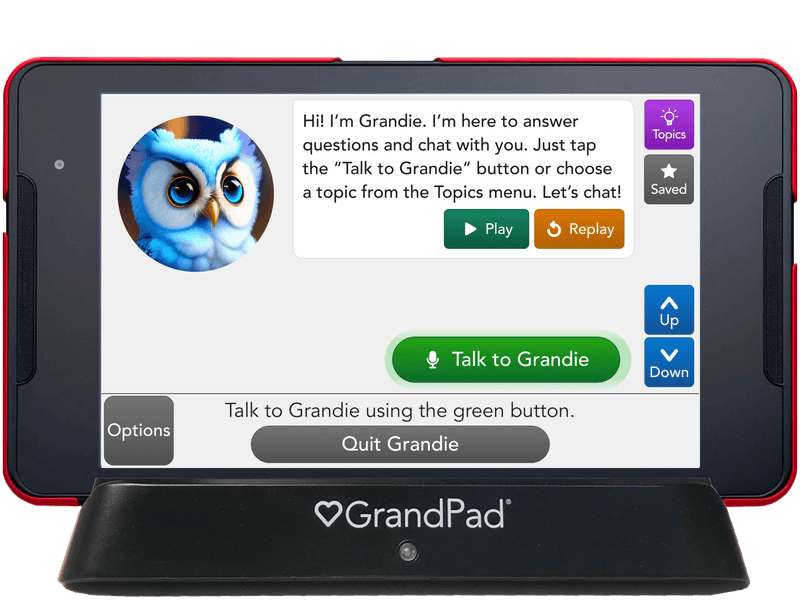 Hi! I'm Grandie. I'm here to answer
questions and chat with you. Just tap
the “Talk to Grandie” button or choose
a topic from the Topics menu. Let's chat!
Play
Replay
Topics
Saved
Up
Down
Talk to Grandie
Talk to Grandie using the green button.
Options
Quit Grandie
GrandPad®